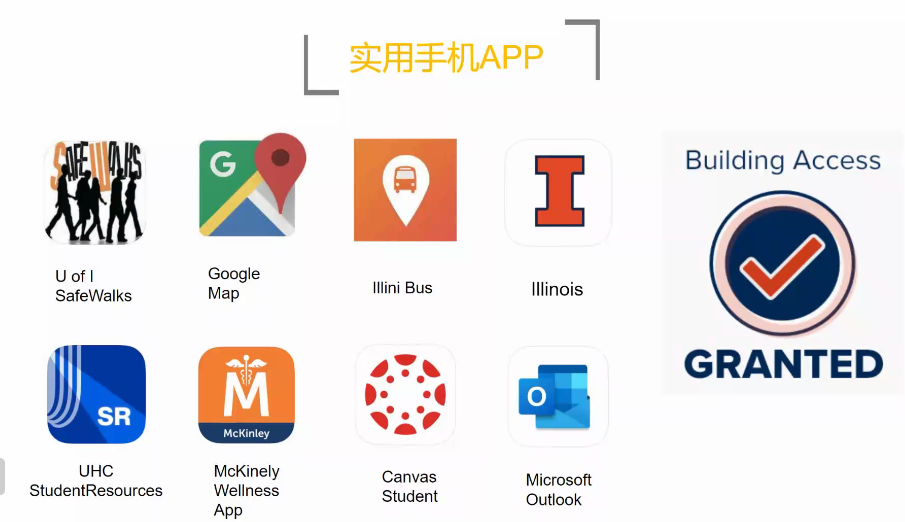 实用手机APP
SAFEWALKS
G
U of I
SafeWalks
Google
Map
Illini Bus
I
Illinois
Building Access
GRANTED
SR
UHC
StudentResources
M
McKinley
McKinely
Wellness
App
Canvas
Student
O
Microsoft
Outlook